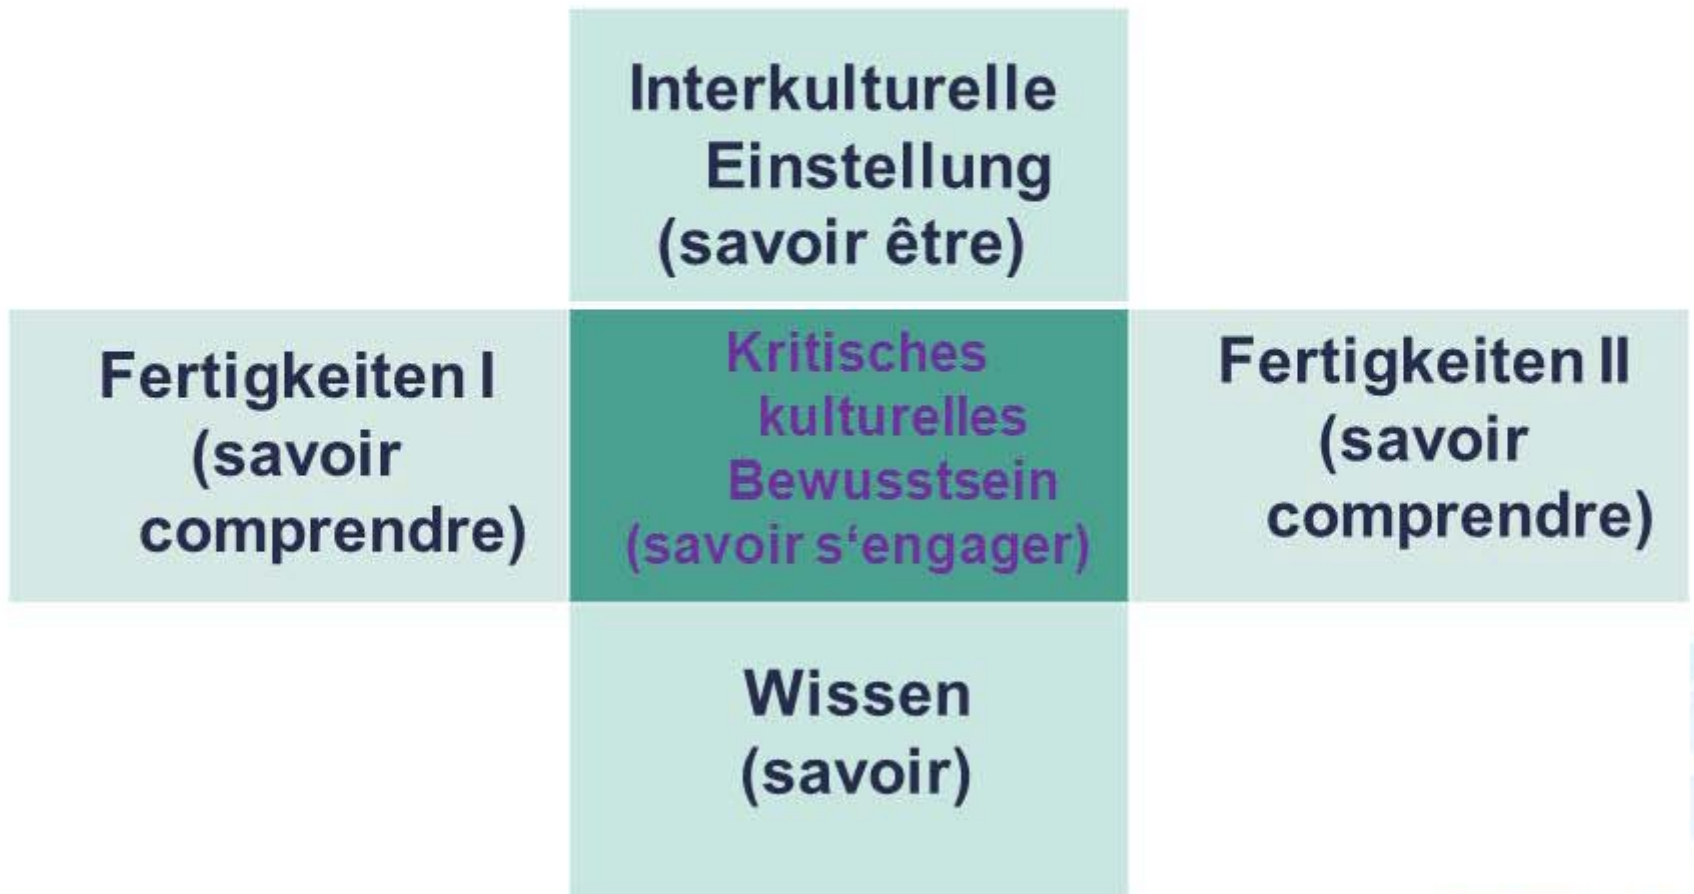 Interkulturelle
Einstellung
(savoir être)
Fertigkeiten I
(savoir
comprendre)
Kritisches
kulturelles
Bewusstsein
(savoir s‘engager)
Fertigkeiten II
(savoir
comprendre)
Wissen
(savoir)